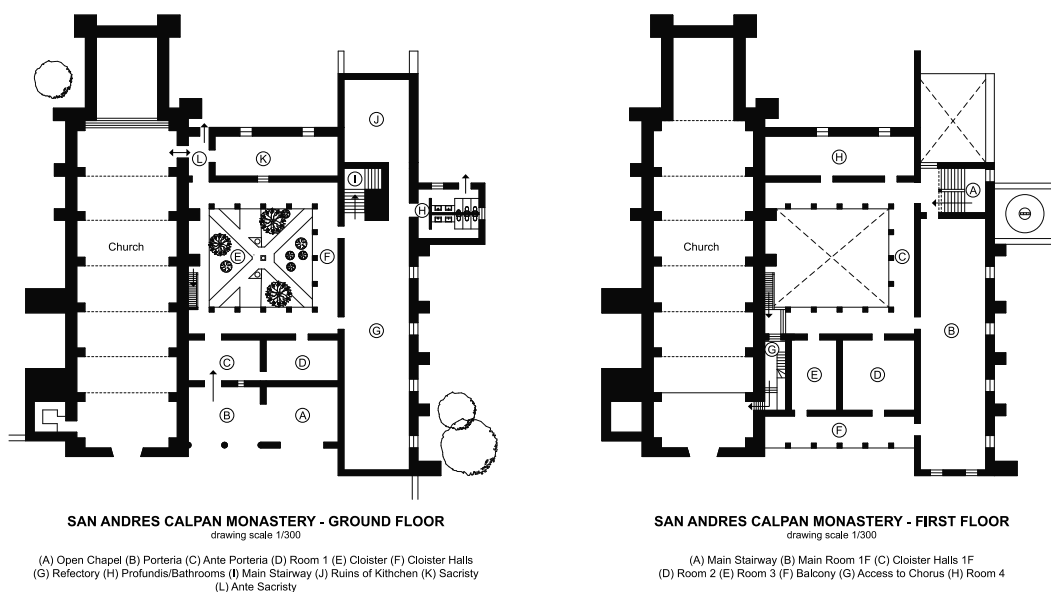 J
L
K
I
H
Church
E
F
G
C
D
B
A
SAN ANDRES CALPAN MONASTERY - GROUND FLOOR
drawing scale 1/300
(A) Open Chapel (B) Porteria (C) Ante Porteria (D) Room 1 (E) Cloister (F) Cloister Halls
(G) Refectory (H) Profundis/Bathrooms (I) Main Stairway (J) Ruins of Kithchen (K) Sacristy
(L) Ante Sacristy
H
A
Church
C
B
G
E
D
F
SAN ANDRES CALPAN MONASTERY - FIRST FLOOR
drawing scale 1/300
(A) Main Stairway (B) Main Room 1F (C) Cloister Halls 1F
(D) Room 2 (E) Room 3 (F) Balcony (G) Access to Chorus (H) Room 4